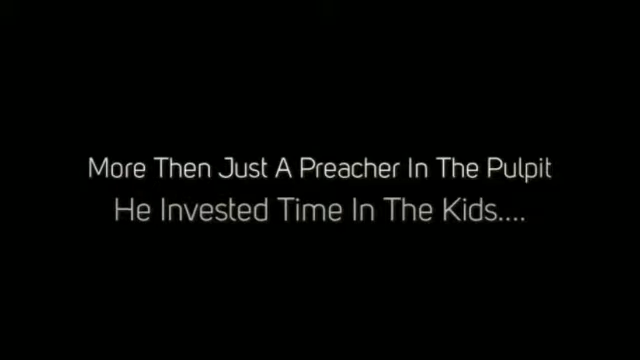 More Then Just A Preacher In The Pulpit
He Invested Time In The Kids....